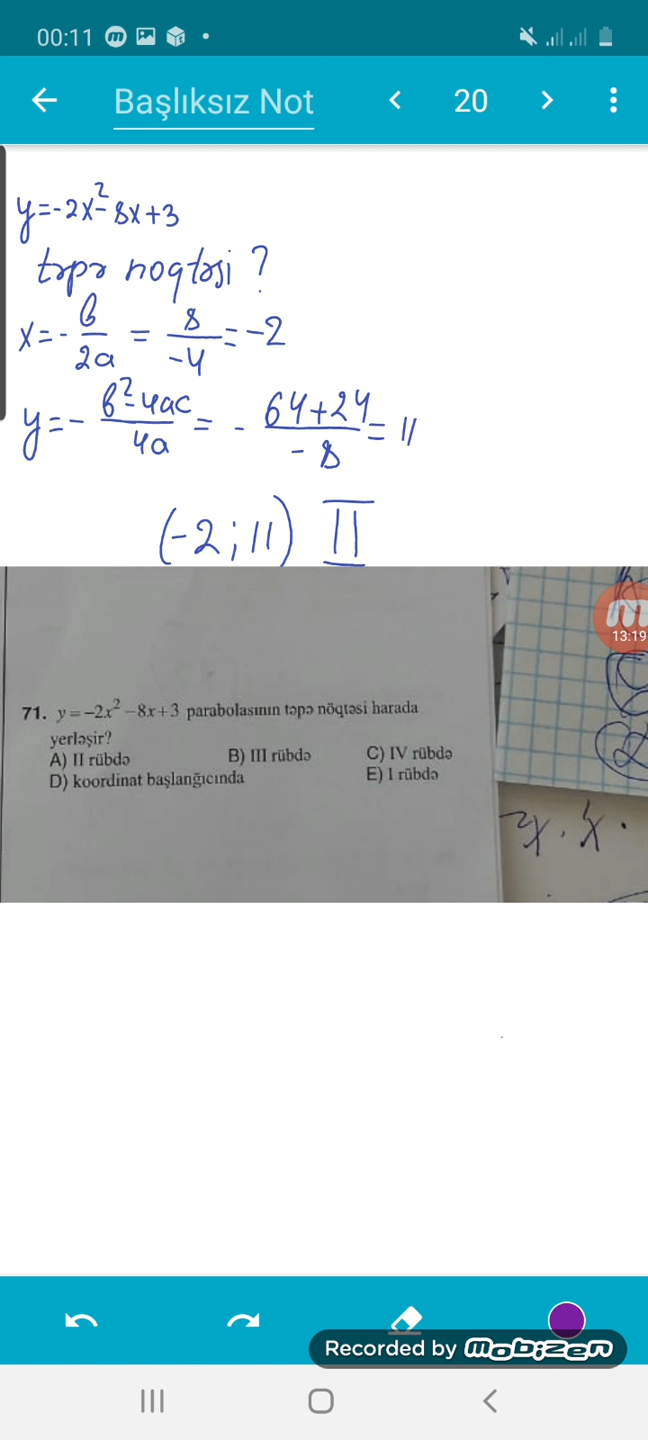 00:11
Başlıksız Not
20
y=-2x²-8x+3
təpə noqtəsi ?
x=-b/2a = 8/-4 = -2
y=-(b²-4ac)/4a = -(64+24)/-8 = 11
(-2;11) II
13:19
71. y=-2x²-8x+3 parabolasının təpə nöqtəsi harada
yerləşir?
A) II rübdə B) III rübdə C) IV rübdə
D) koordinat başlanğıcında E) I rübdə
Recorded by mobizen